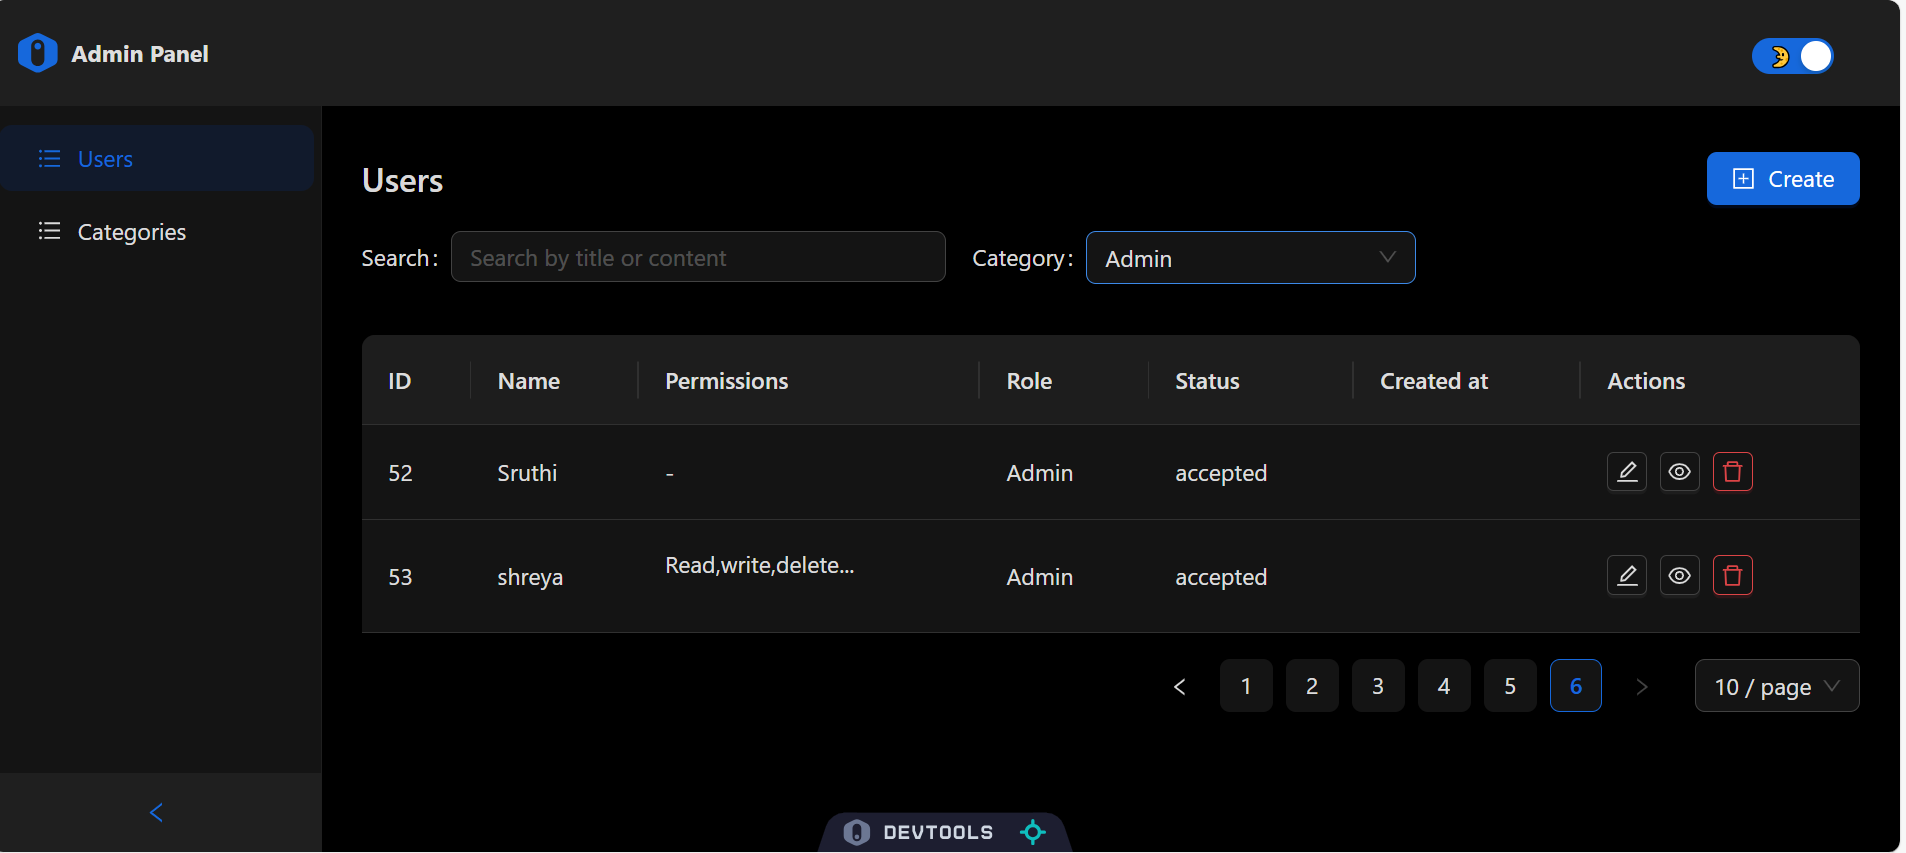 Admin Panel
Users
Categories
Users
Create
Search: Search by title or content Category: Admin
ID Name Permissions Role Status Created at Actions
52 Sruthi - Admin accepted
53 shreya Read,write,delete... Admin accepted
< 1 2 3 4 5 6 > 10 / page
DEVTOOLS